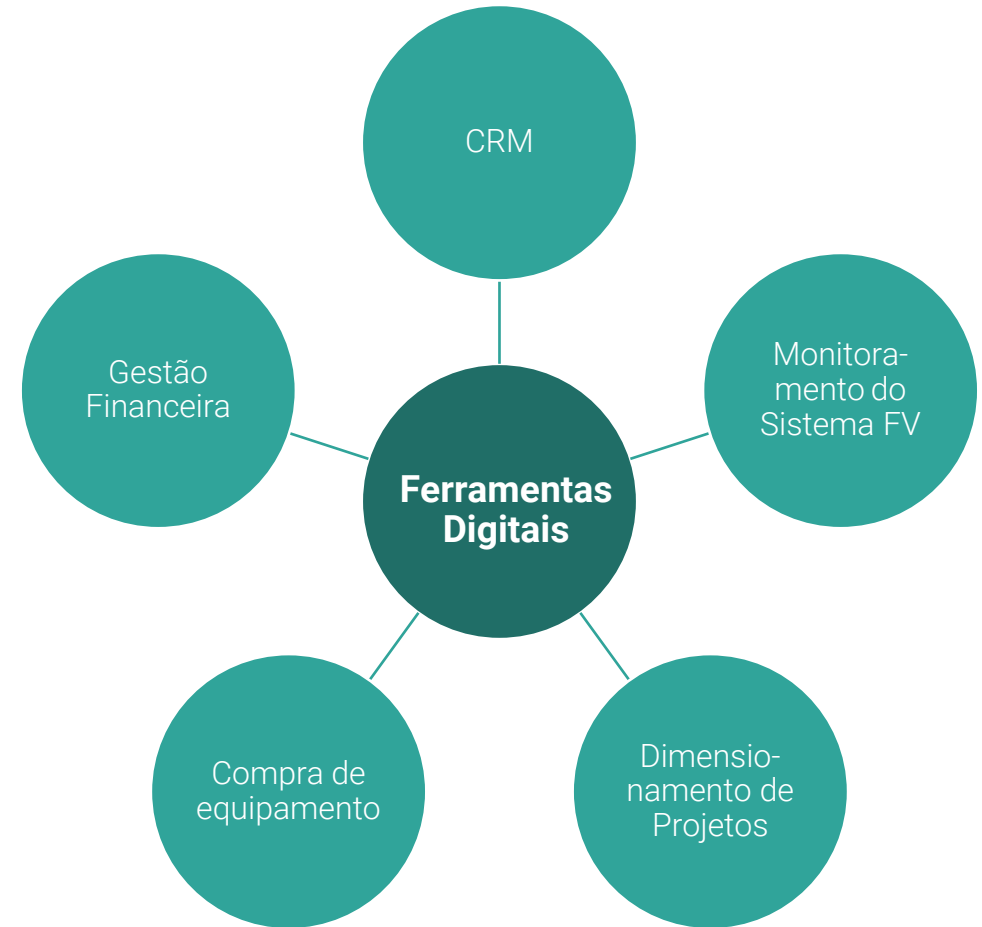 CRM
Monitora-
mento do
Sistema FV
Dimensio-
namento de
Projetos
Compra de
equipamento
Gestão
Financeira
Ferramentas
Digitais